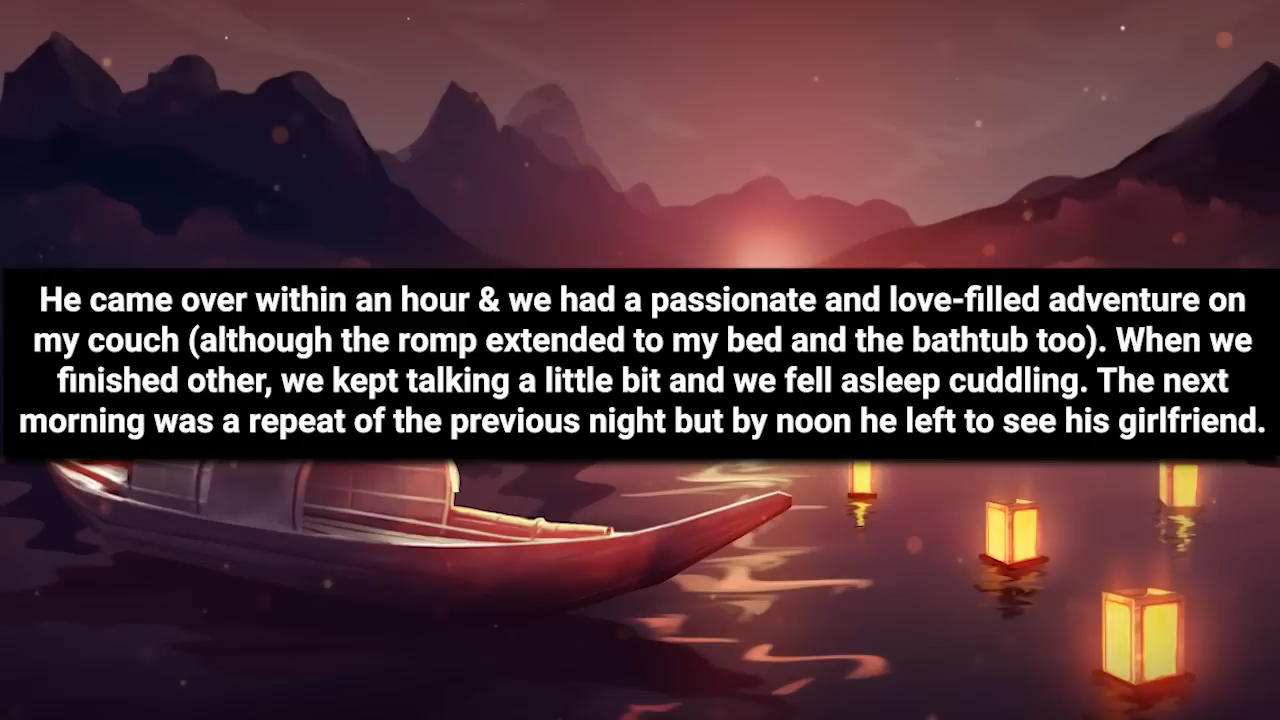 He came over within an hour & we had a passionate and love-filled adventure on
my couch (although the romp extended to my bed and the bathtub too). When we
finished other, we kept talking a little bit and we fell asleep cuddling. The next
morning was a repeat of the previous night but by noon he left to see his girlfriend.